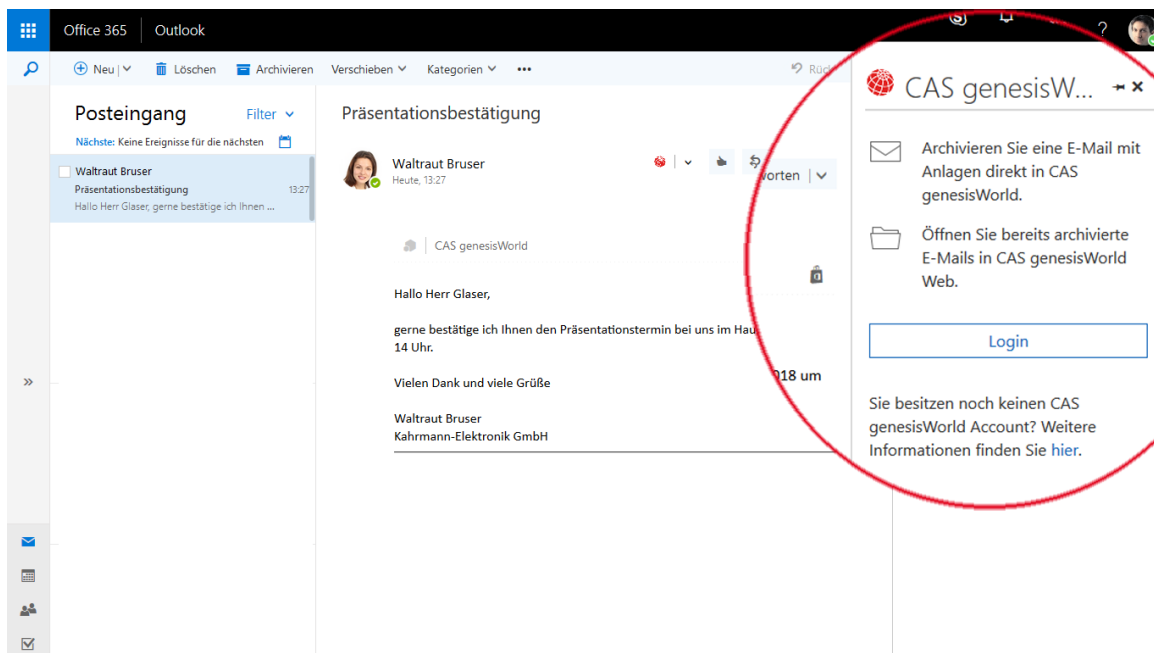 Office 365 Outlook
Neu Löschen Archivieren Verschieben Kategorien ••• Rück
Posteingang Filter
Nächste: Keine Ereignisse für die nächsten
Waltraut Bruser
Präsentationsbestätigung 13:27
Hallo Herr Glaser, gerne bestätige ich Ihnen ...
Präsentationsbestätigung
Waltraut Bruser
Heute, 13:27
worten
CAS genesisWorld
Hallo Herr Glaser,
gerne bestätige ich Ihnen den Präsentationstermin bei uns im Hau
14 Uhr.
018 um
Vielen Dank und viele Grüße
Waltraut Bruser
Kahrmann-Elektronik GmbH
?
CAS genesisW...
Archivieren Sie eine E-Mail mit
Anlagen direkt in CAS
genesisWorld.
Öffnen Sie bereits archivierte
E-Mails in CAS genesisWorld
Web.
Login
Sie besitzen noch keinen CAS
genesisWorld Account? Weitere
Informationen finden Sie hier.